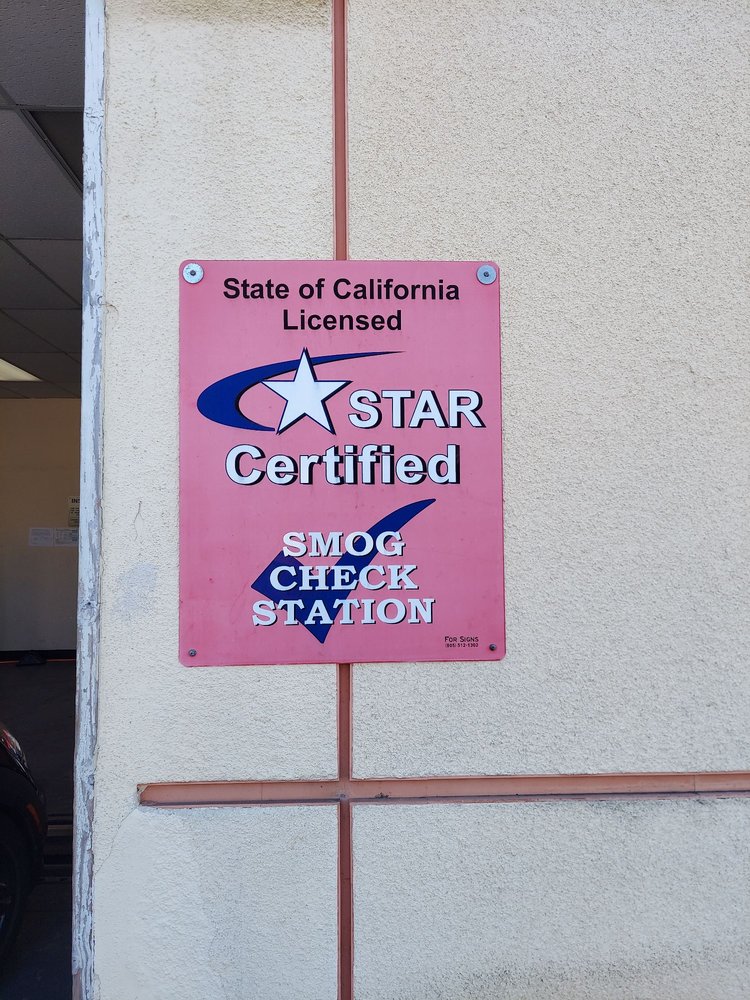 State of California
Licensed
STAR
Certified
SMOG
CHECK
STATION
FOR SIGNS